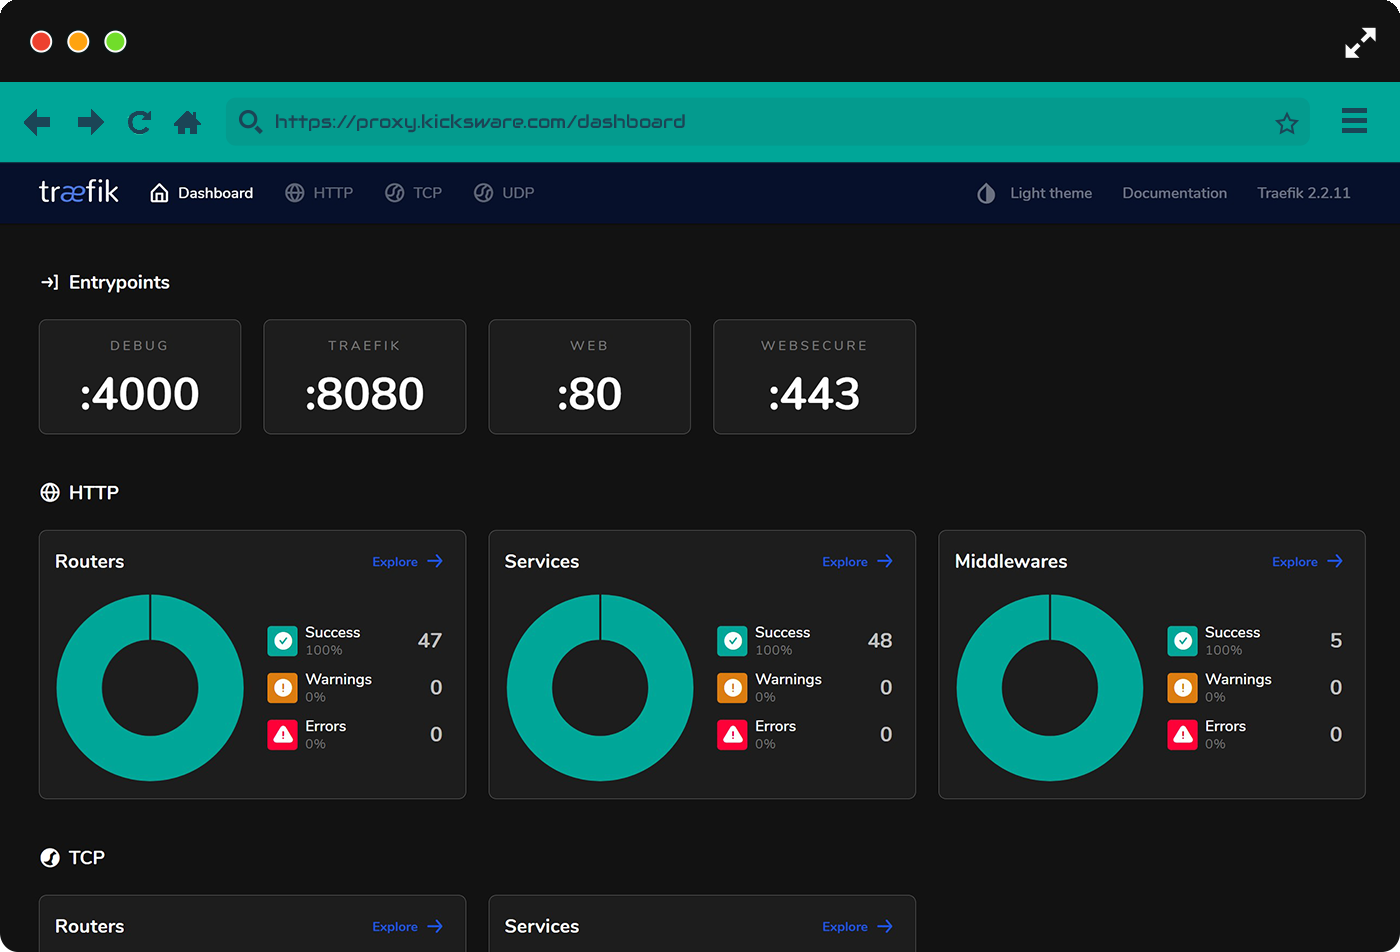 https://proxy.kicksware.com/dashboard
træfik Dashboard HTTP TCP UDP Light theme Documentation Traefik 2.2.11
Entrypoints
DEBUG TRAEFIK WEB WEBSECURE
:4000 :8080 :80 :443
HTTP
Routers Explore
Success 47
100%
Warnings 0
0%
Errors 0
0%
Services Explore
Success 48
100%
Warnings 0
0%
Errors 0
0%
Middlewares Explore
Success 5
100%
Warnings 0
0%
Errors 0
0%
TCP
Routers Explore
Services Explore